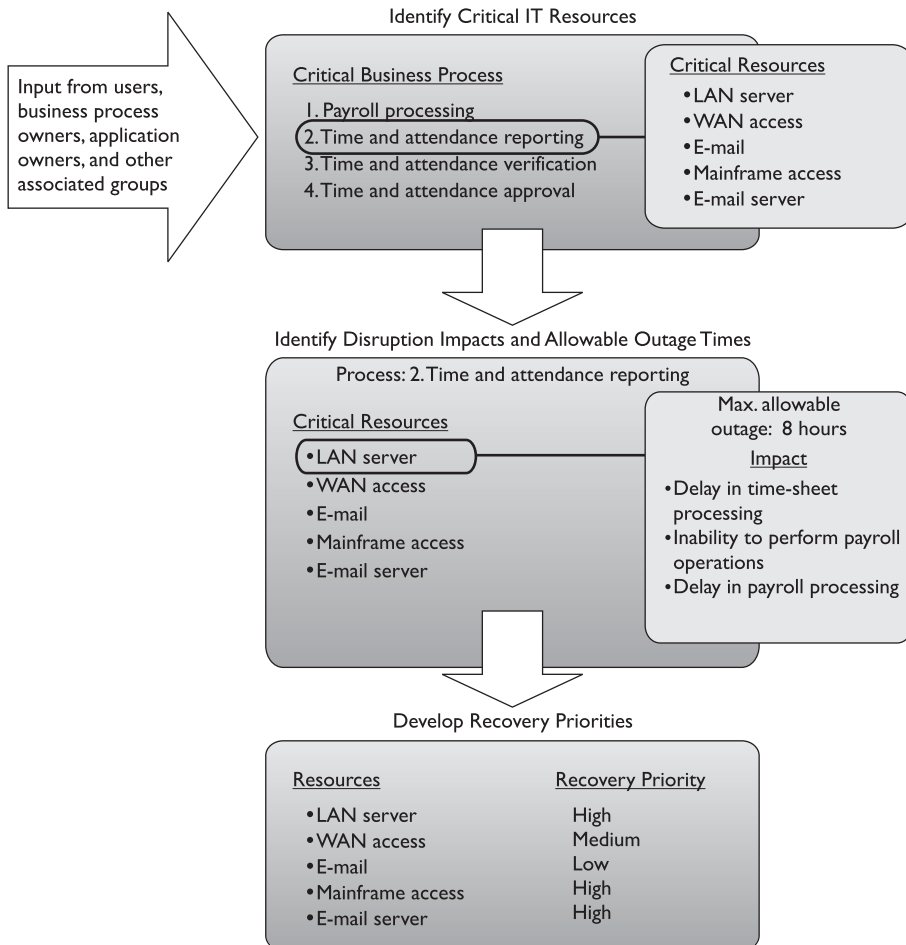 Identify Critical IT Resources
Input from users,
business process
owners, application
owners, and other
associated groups
Critical Business Process
1. Payroll processing
2. Time and attendance reporting
3. Time and attendance verification
4. Time and attendance approval
Critical Resources
• LAN server
• WAN access
• E-mail
• Mainframe access
• E-mail server
Identify Disruption Impacts and Allowable Outage Times
Process: 2. Time and attendance reporting
Critical Resources
• LAN server
• WAN access
• E-mail
• Mainframe access
• E-mail server
Max. allowable
outage: 8 hours
Impact
• Delay in time-sheet
processing
• Inability to perform payroll
operations
• Delay in payroll processing
Develop Recovery Priorities
Resources Recovery Priority
• LAN server High
• WAN access Medium
• E-mail Low
• Mainframe access High
• E-mail server High